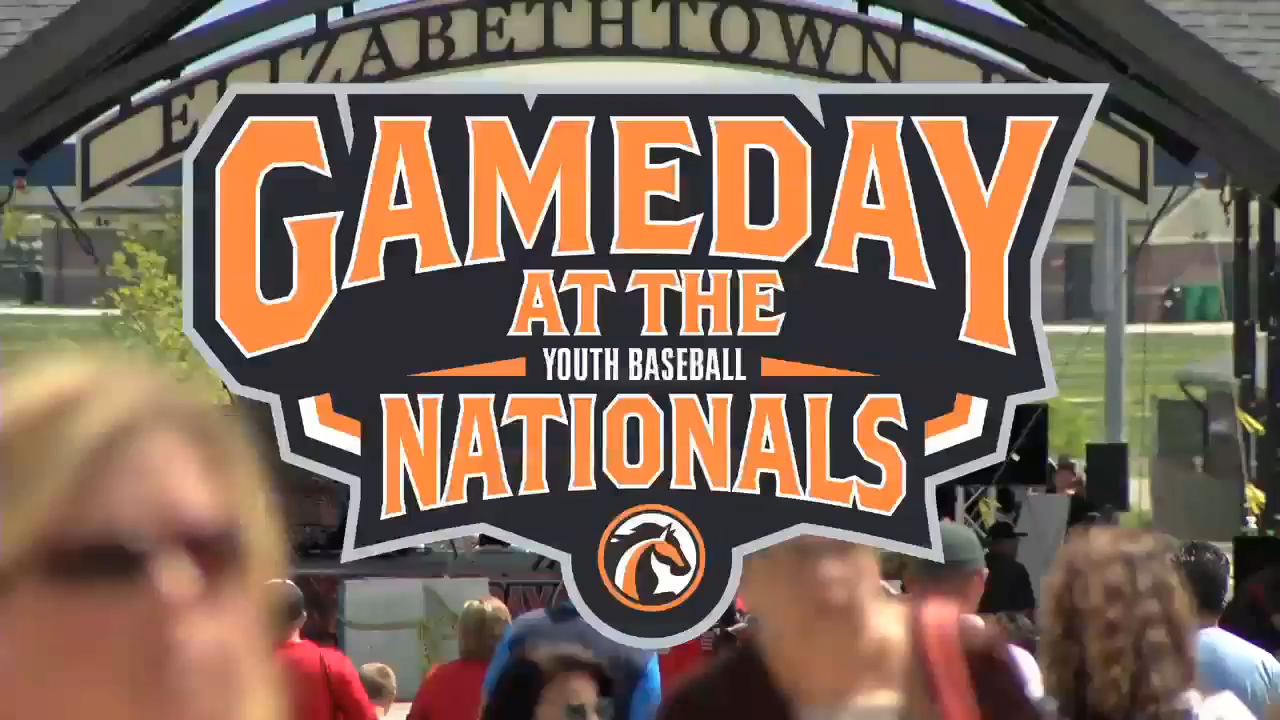 ELIZABETHTOWN
GAMEDAY
AT THE
YOUTH BASEBALL
NATIONALS